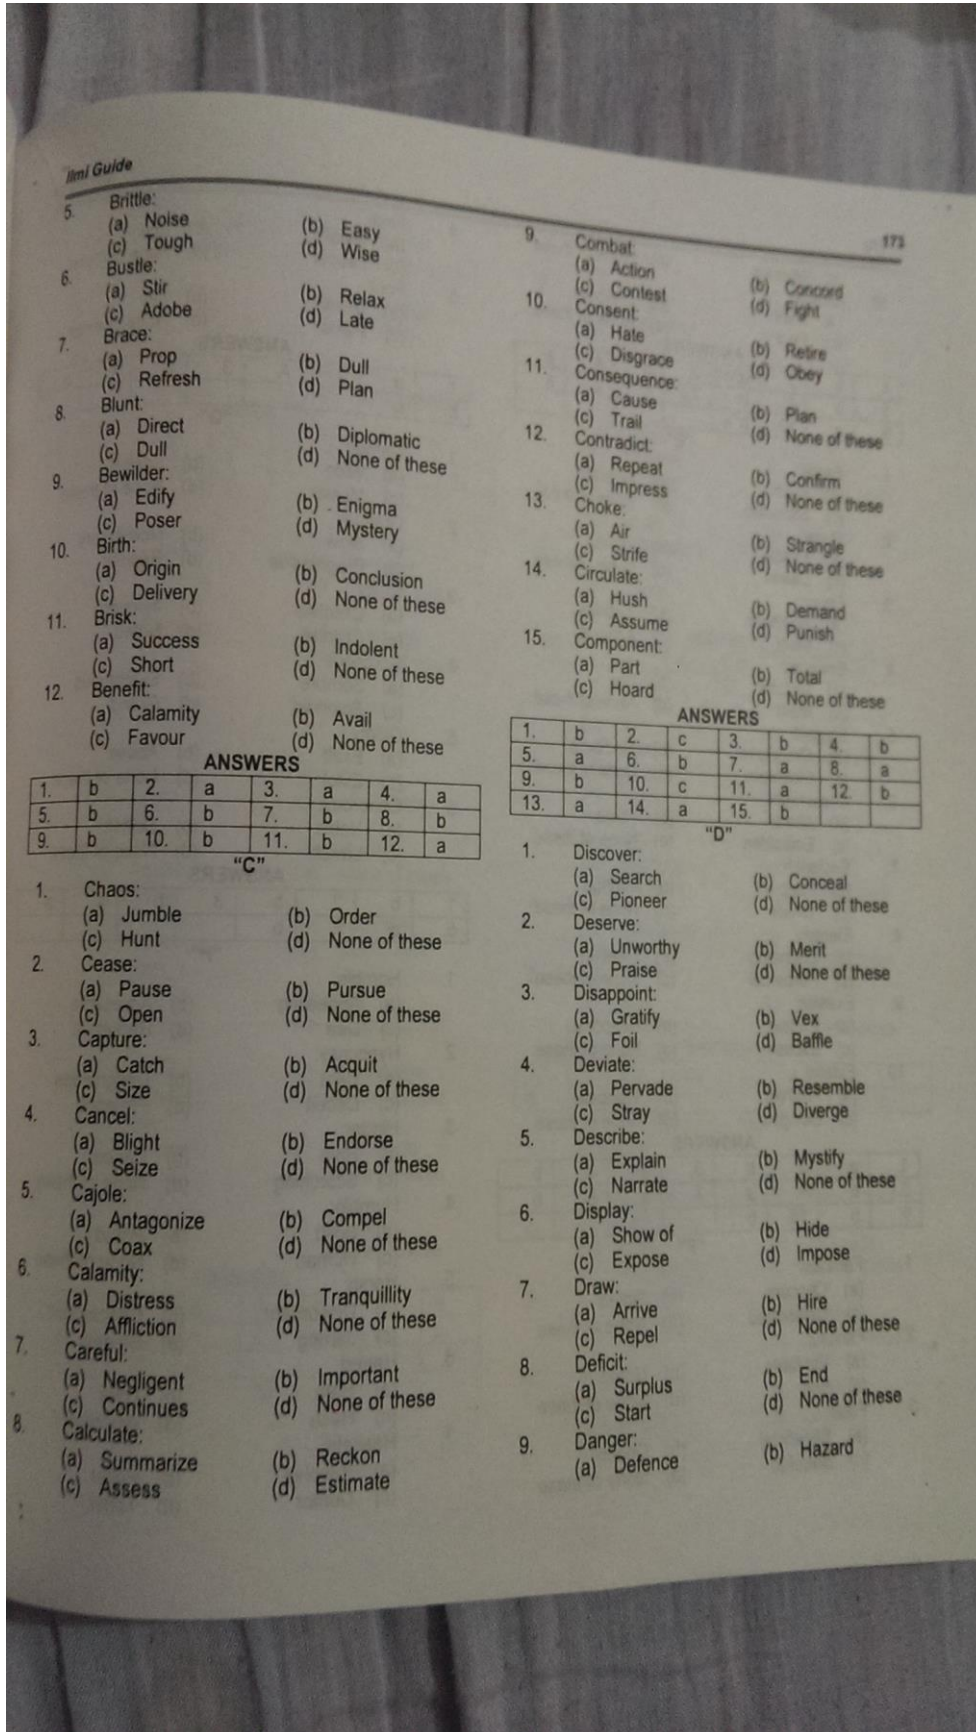 Ilmi Guide
173
5. Brittle:
(a) Noise (b) Easy
(c) Tough (d) Wise
6. Bustle:
(a) Stir (b) Relax
(c) Adobe (d) Late
7. Brace:
(a) Prop (b) Dull
(c) Refresh (d) Plan
8. Blunt:
(a) Direct (b) Diplomatic
(c) Dull (d) None of these
9. Bewilder:
(a) Edify (b) Enigma
(c) Poser (d) Mystery
10. Birth:
(a) Origin (b) Conclusion
(c) Delivery (d) None of these
11. Brisk:
(a) Success (b) Indolent
(c) Short (d) None of these
12. Benefit:
(a) Calamity (b) Avail
(c) Favour (d) None of these
ANSWERS
1. b 2. a 3. a 4. a
5. b 6. b 7. b 8. b
9. b 10. b 11. b 12. a
"C"
1. Chaos:
(a) Jumble (b) Order
(c) Hunt (d) None of these
2. Cease:
(a) Pause (b) Pursue
(c) Open (d) None of these
3. Capture:
(a) Catch (b) Acquit
(c) Size (d) None of these
4. Cancel:
(a) Blight (b) Endorse
(c) Seize (d) None of these
5. Cajole:
(a) Antagonize (b) Compel
(c) Coax (d) None of these
6. Calamity:
(a) Distress (b) Tranquillity
(c) Affliction (d) None of these
7. Careful:
(a) Negligent (b) Important
(c) Continues (d) None of these
8. Calculate:
(a) Summarize (b) Reckon
(c) Assess (d) Estimate
9. Combat:
(a) Action (b) Concord
(c) Contest (d) Fight
10. Consent:
(a) Hate (b) Retire
(c) Disgrace (d) Obey
11. Consequence:
(a) Cause (b) Plan
(c) Trail (d) None of these
12. Contradict:
(a) Repeat (b) Confirm
(c) Impress (d) None of these
13. Choke:
(a) Air (b) Strangle
(c) Strife (d) None of these
14. Circulate:
(a) Hush (b) Demand
(c) Assume (d) Punish
15. Component:
(a) Part (b) Total
(c) Hoard (d) None of these
ANSWERS
1. b 2. c 3. b 4. b
5. a 6. b 7. a 8. a
9. b 10. c 11. a 12. b
13. a 14. a 15. b
"D"
1. Discover:
(a) Search (b) Conceal
(c) Pioneer (d) None of these
2. Deserve:
(a) Unworthy (b) Merit
(c) Praise (d) None of these
3. Disappoint:
(a) Gratify (b) Vex
(c) Foil (d) Baffle
4. Deviate:
(a) Pervade (b) Resemble
(c) Stray (d) Diverge
5. Describe:
(a) Explain (b) Mystify
(c) Narrate (d) None of these
6. Display:
(a) Show of (b) Hide
(c) Expose (d) Impose
7. Draw:
(a) Arrive (b) Hire
(c) Repel (d) None of these
8. Deficit:
(a) Surplus (b) End
(c) Start (d) None of these
9. Danger:
(a) Defence (b) Hazard